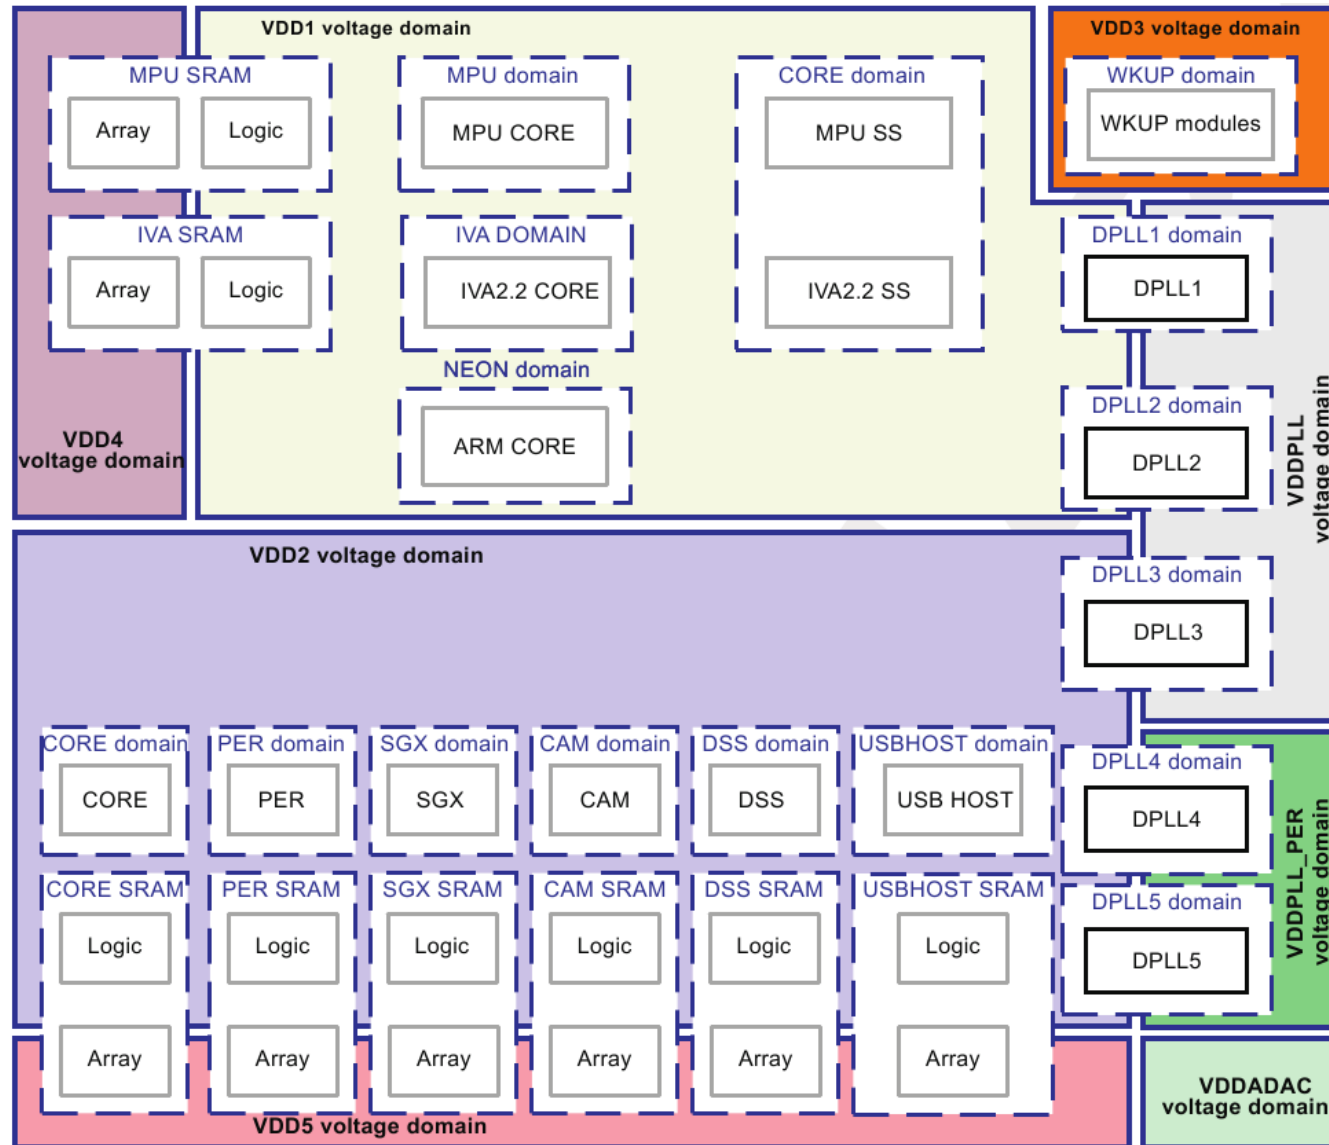 VDD1 voltage domain
VDD3 voltage domain
MPU SRAM
MPU domain
CORE domain
WKUP domain
Array
Logic
MPU CORE
MPU SS
WKUP modules
IVA SRAM
IVA DOMAIN
DPLL1 domain
Array
Logic
IVA2.2 CORE
IVA2.2 SS
DPLL1
NEON domain
ARM CORE
VDD4
voltage domain
DPLL2 domain
DPLL2
VDDPLL
voltage domain
VDD2 voltage domain
DPLL3 domain
DPLL3
CORE domain
PER domain
SGX domain
CAM domain
DSS domain
USBHOST domain
DPLL4 domain
CORE
PER
SGX
CAM
DSS
USB HOST
DPLL4
VDDPLL_PER
voltage domain
CORE SRAM
PER SRAM
SGX SRAM
CAM SRAM
DSS SRAM
USBHOST SRAM
DPLL5 domain
Logic
Logic
Logic
Logic
Logic
Logic
DPLL5
Array
Array
Array
Array
Array
Array
VDD5 voltage domain
VDDADAC
voltage domain